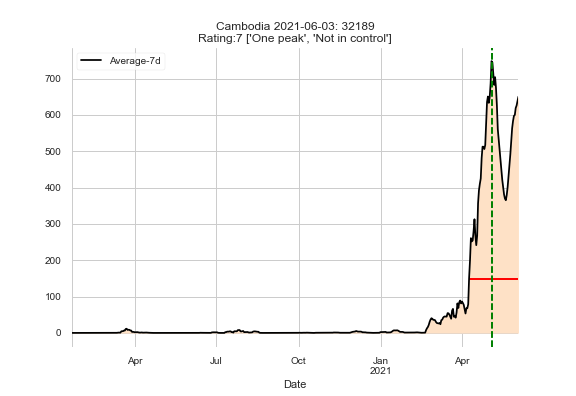 Cambodia 2021-06-03: 32189
Rating:7 ['One peak', 'Not in control']
Average-7d
700
600
500
400
300
200
100
0
Apr Jul Oct Jan Apr
2021
Date